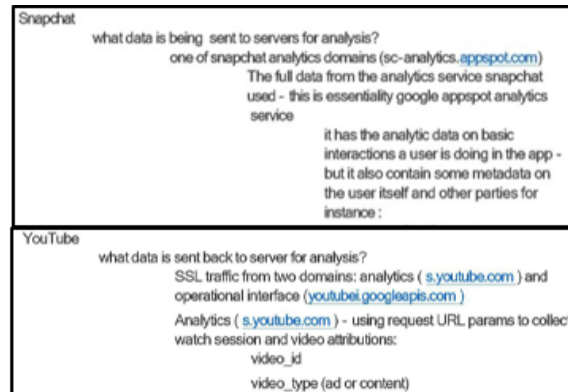 Snapchat
what data is being sent to servers for analysis?
one of snapchat analytics domains (sc-analytics.appspot.com)
The full data from the analytics service snapchat
used - this is essentiality google appspot analytics
service
it has the analytic data on basic
interactions a user is doing in the app -
but it also contain some metadata on
the user itself and other parties for
instance :
YouTube
what data is sent back to server for analysis?
SSL traffic from two domains: analytics ( s.youtube.com ) and
operational interface (youtubei.googleapis.com )
Analytics ( s.youtube.com ) - using request URL params to collect
watch session and video attributions:
video_id
video_type (ad or content)